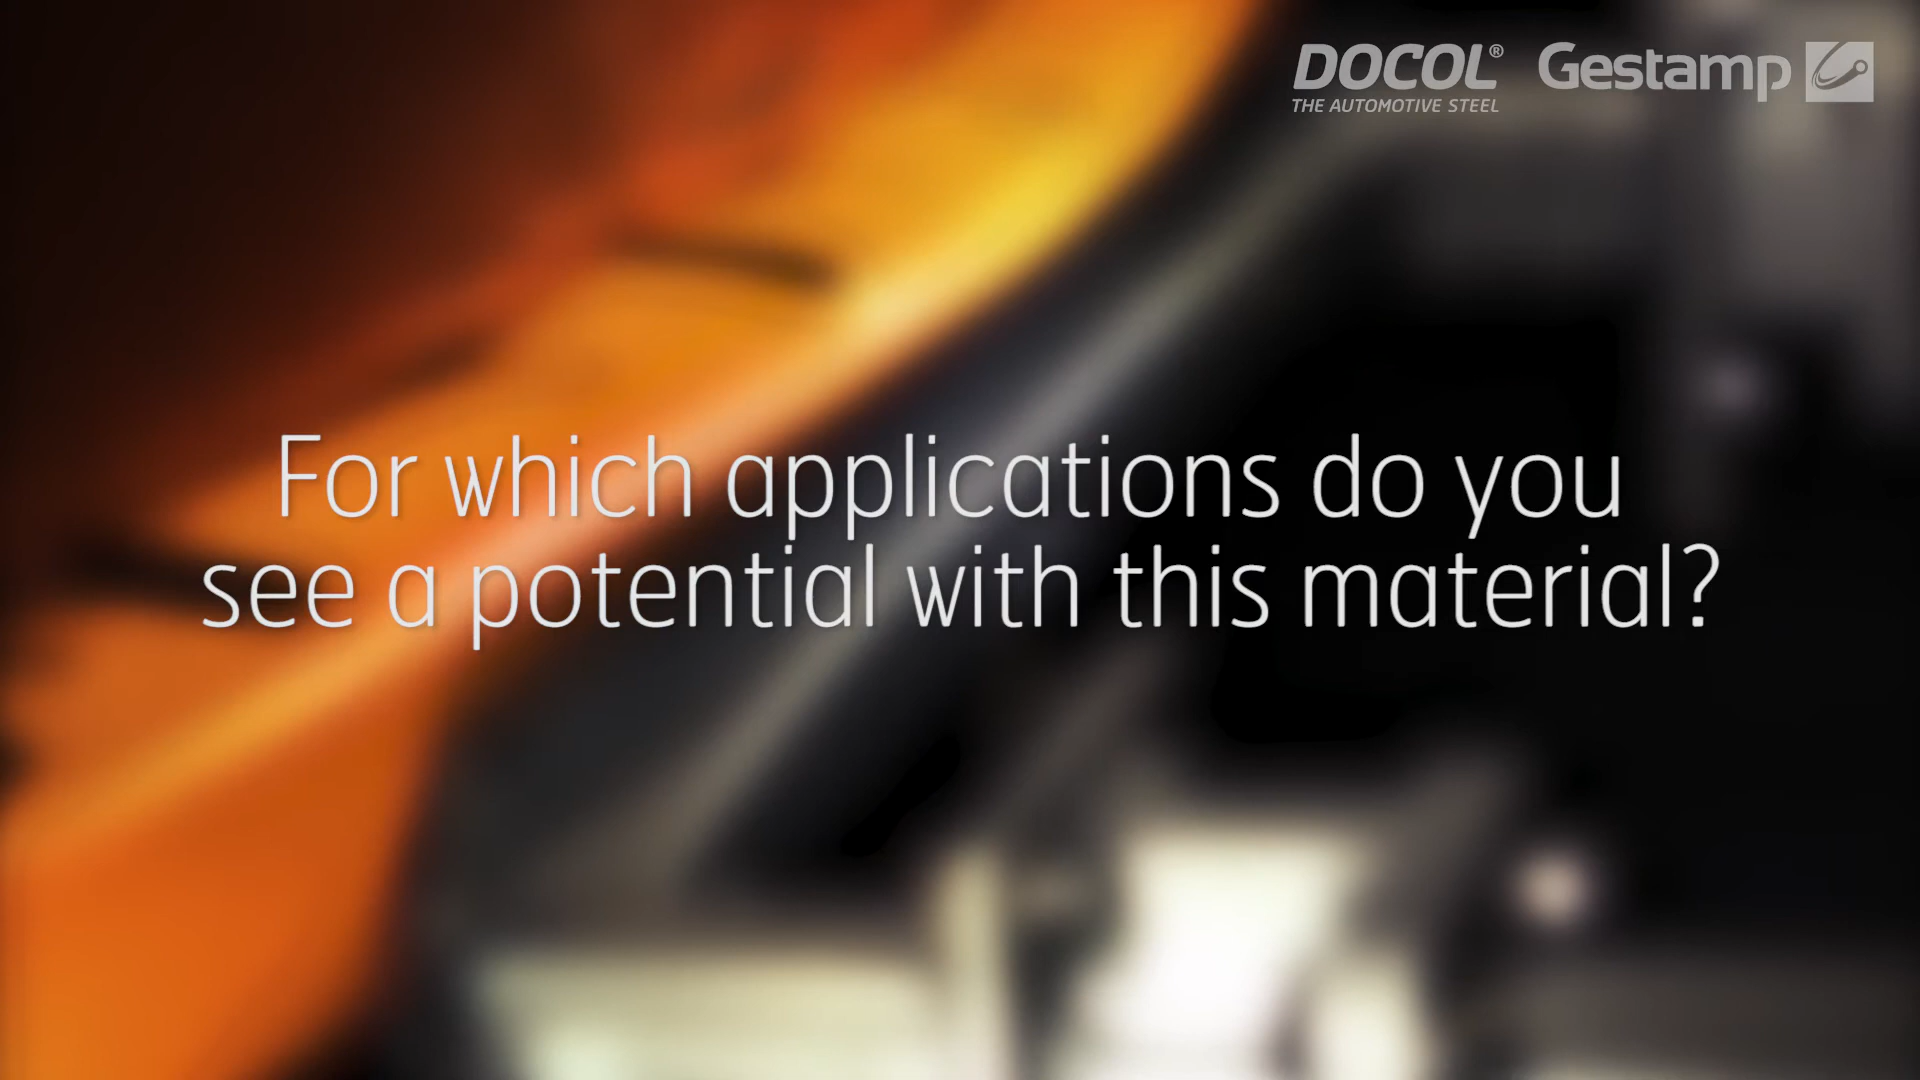 DOCOL®
THE AUTOMOTIVE STEEL
Gestamp
For which applications do you
see a potential with this material?